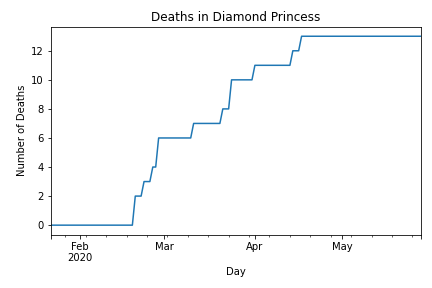 Deaths in Diamond Princess
Number of Deaths
12
10
8
6
4
2
0
Feb
2020
Mar
Apr
May
Day